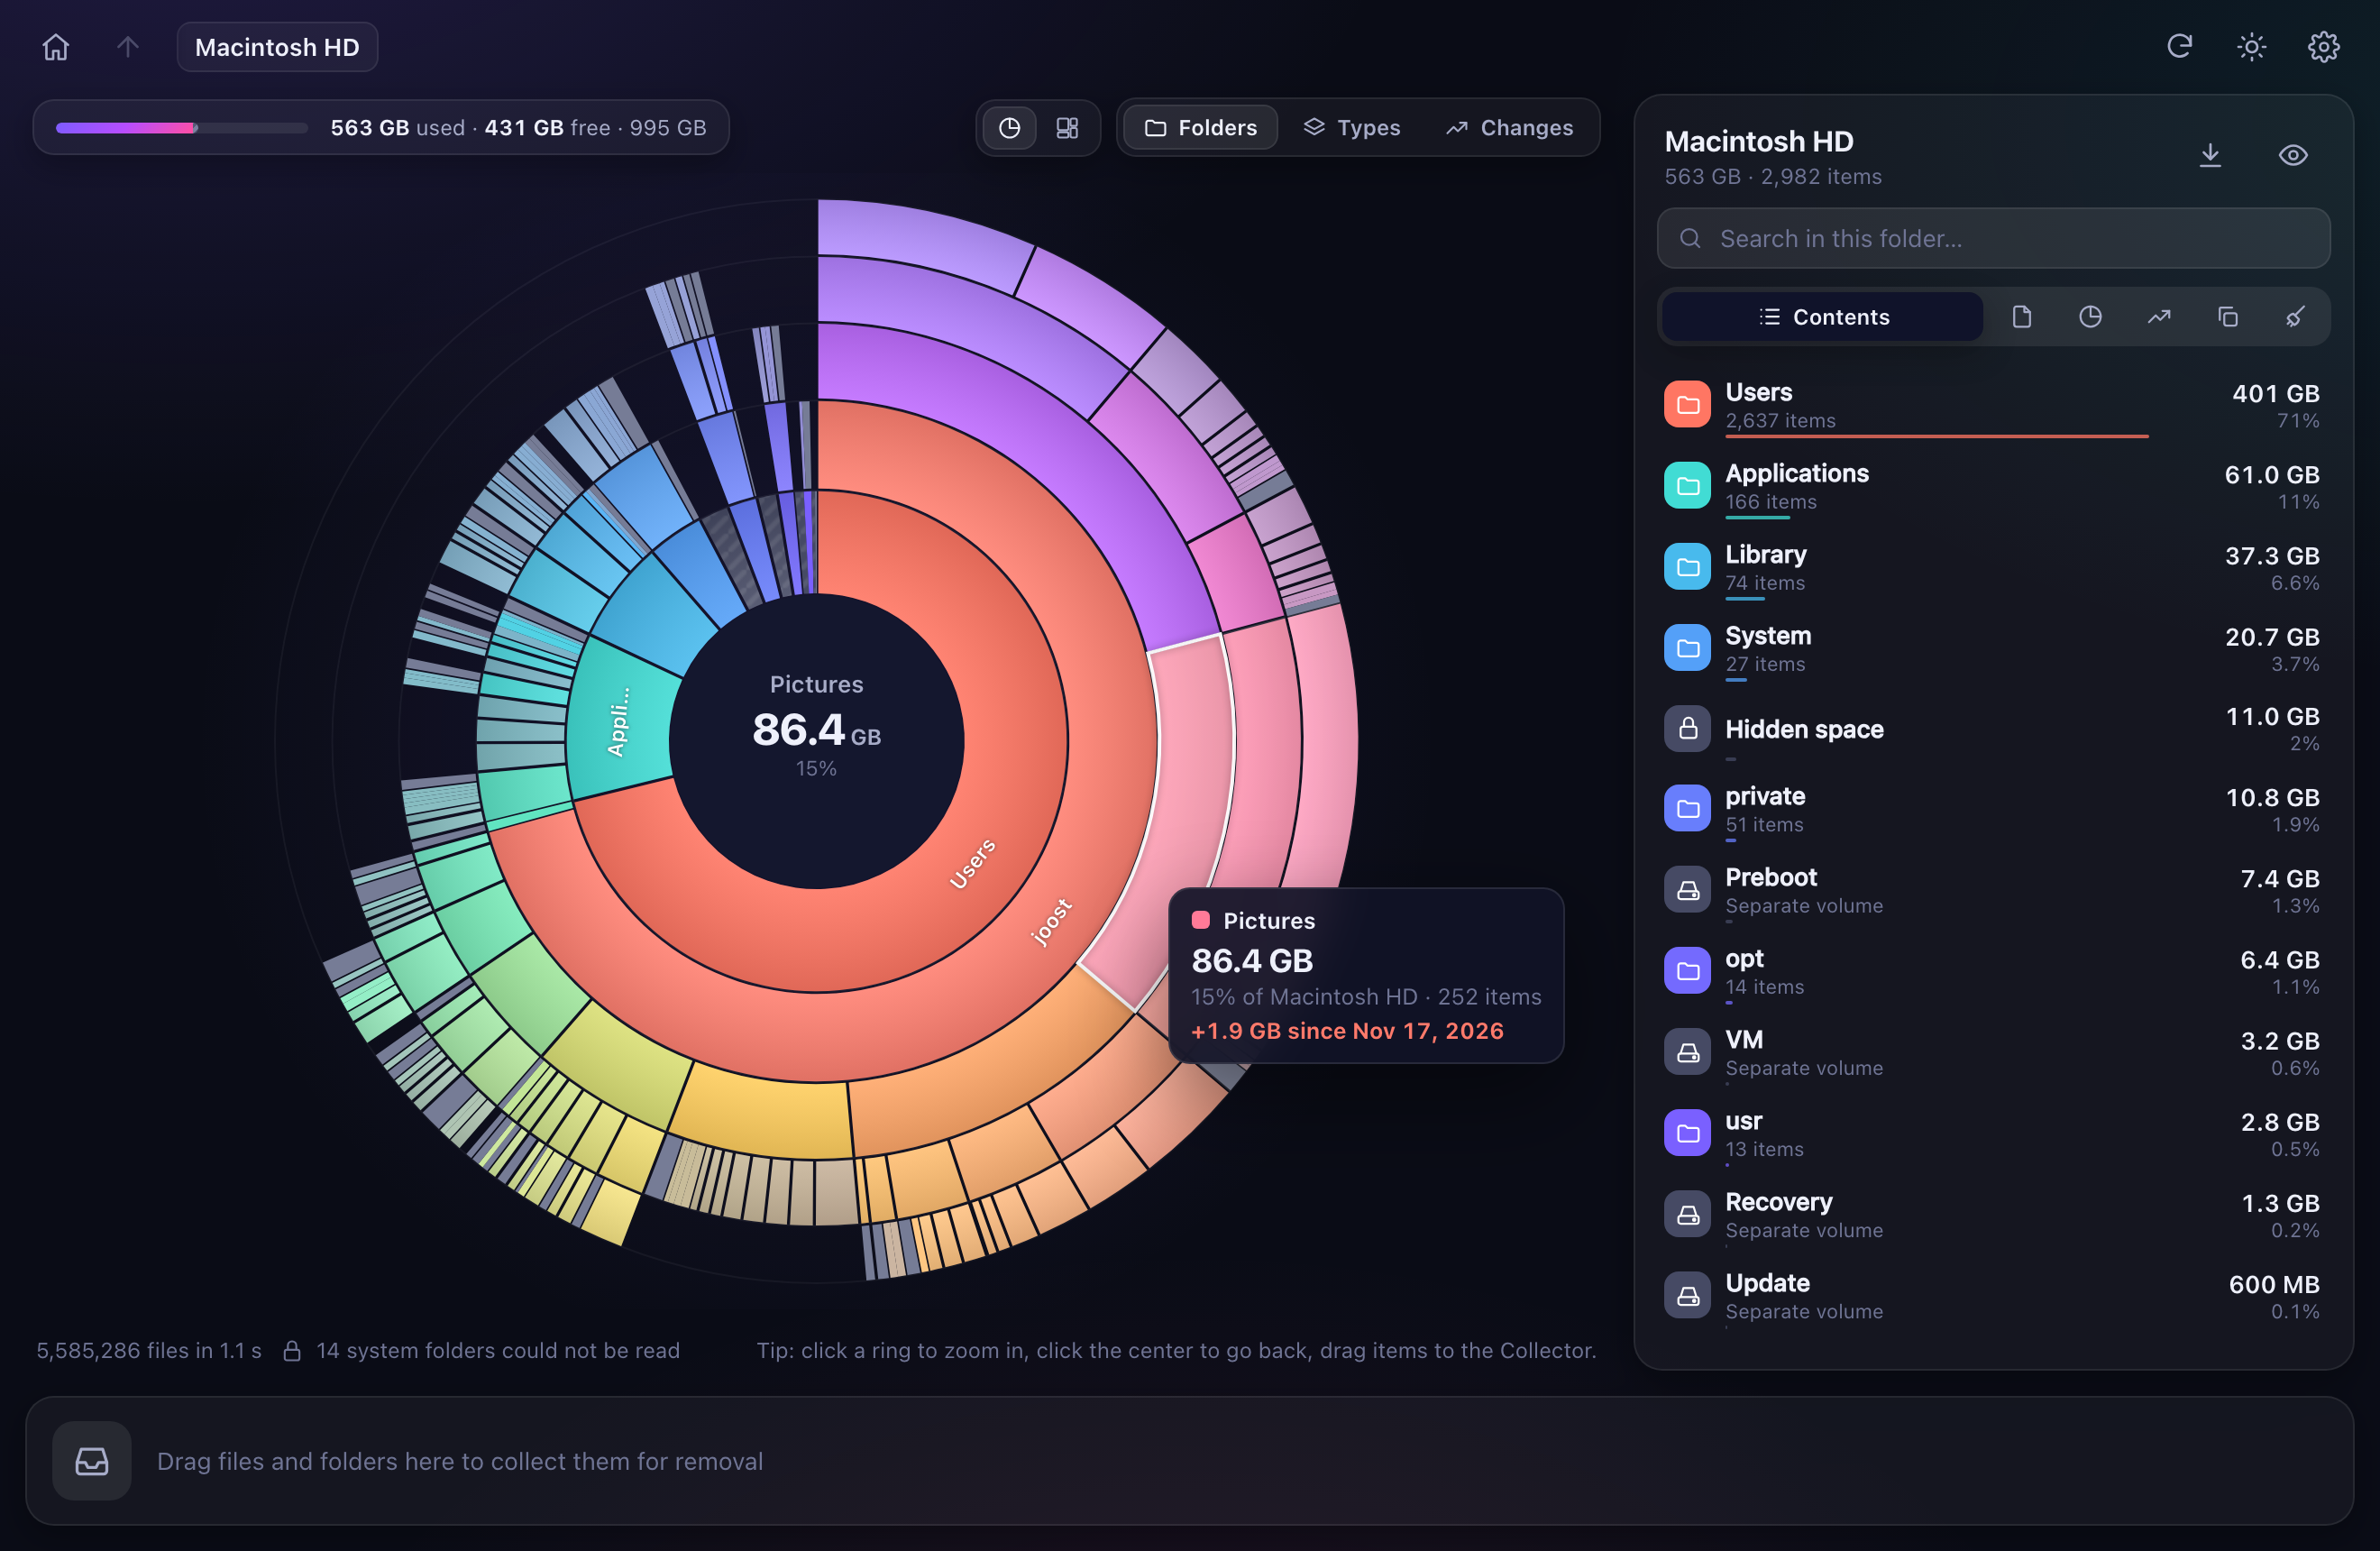 Macintosh HD
563 GB used · 431 GB free · 995 GB
Folders
Types
Changes
Pictures
86.4 GB
15%
Appli...
Users
joost
Pictures
86.4 GB
15% of Macintosh HD · 252 items
+1.9 GB since Nov 17, 2026
5,585,286 files in 1.1 s
14 system folders could not be read
Tip: click a ring to zoom in, click the center to go back, drag items to the Collector.
Macintosh HD
563 GB · 2,982 items
Search in this folder...
Contents
Users
401 GB
2,637 items
71%
Applications
61.0 GB
166 items
11%
Library
37.3 GB
74 items
6.6%
System
20.7 GB
27 items
3.7%
Hidden space
11.0 GB
2%
private
10.8 GB
51 items
1.9%
Preboot
7.4 GB
Separate volume
1.3%
opt
6.4 GB
14 items
1.1%
VM
3.2 GB
Separate volume
0.6%
usr
2.8 GB
13 items
0.5%
Recovery
1.3 GB
Separate volume
0.2%
Update
600 MB
Separate volume
0.1%
Drag files and folders here to collect them for removal